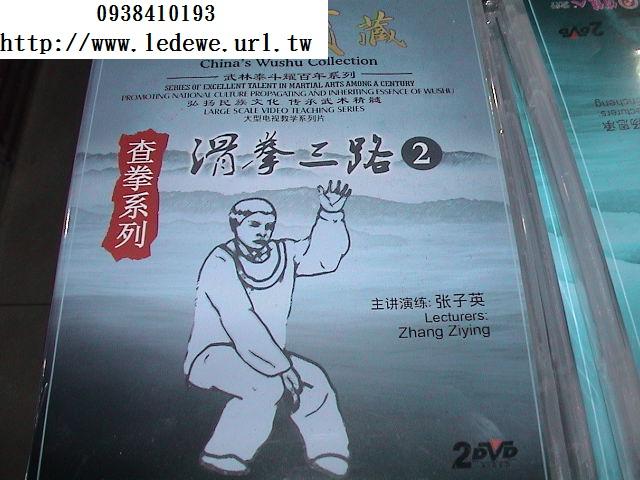 0938410193
http://www.ledewe.url.tw
藏
China's Wushu Collection
武林泰斗耀百年系列
SERIES OF EXCELLENT TALENT IN MARTIAL ARTS AMONG A CENTURY
PROMOTING NATIONAL CULTURE PROPAGATING AND INHERITING ESSENCE OF WUSHU
弘扬民族文化 传承武术精髓
LARGE SCALE VIDEO TEACHING SERIES
大型电视教学系列片
查拳系列
滑拳三路 2
主讲演练: 张子英
Lecturers:
Zhang Ziying
2DVD
VIDEO
2DVD